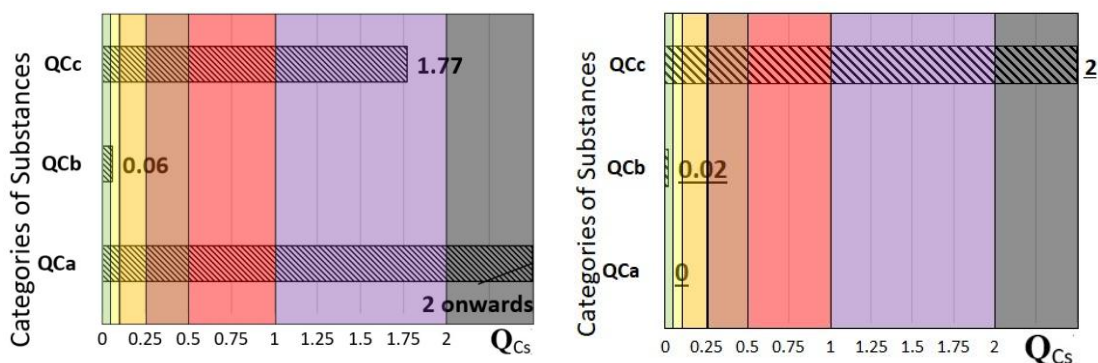 Categories of Substances
QCc
1.77
QCb
0.06
QCa
2 onwards
0 0.25 0.5 0.75 1 1.25 1.5 1.75 2 QCs
Categories of Substances
QCc
2
QCb
0.02
QCa
0
0 0.25 0.5 0.75 1 1.25 1.5 1.75 2 QCs